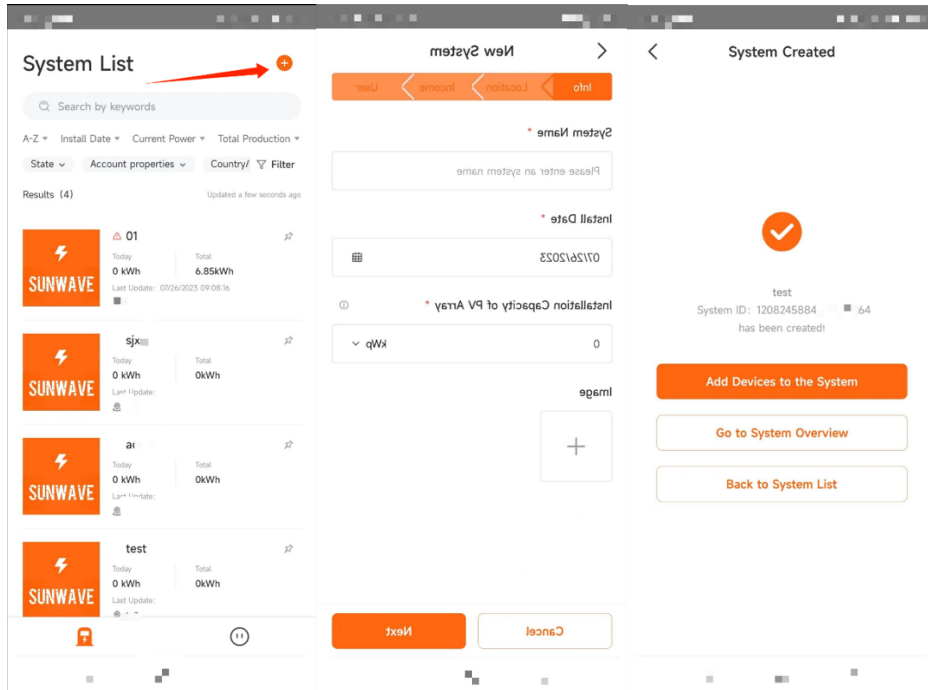 System List
Search by keywords
A-Z Install Date Current Power Total Production
State Account properties Country/ Filter
Results (4) Updated a few seconds ago
01
Today Total
0 kWh 6.85kWh
Last Update: 07/26/2023 09:08:16
SUNWAVE
sjx
Today Total
0 kWh 0kWh
Last Update:
SUNWAVE
ac
Today Total
0 kWh 0kWh
Last Update:
SUNWAVE
test
Today Total
0 kWh 0kWh
Last Update:
SUNWAVE
New System
Info Location Income User
System Name *
Please enter an system name
Install Date *
07/26/2023
Installation Capacity of PV Array *
0 kWp
Image
Cancel Next
System Created
test
System ID: 1208245884 64
has been created!
Add Devices to the System
Go to System Overview
Back to System List